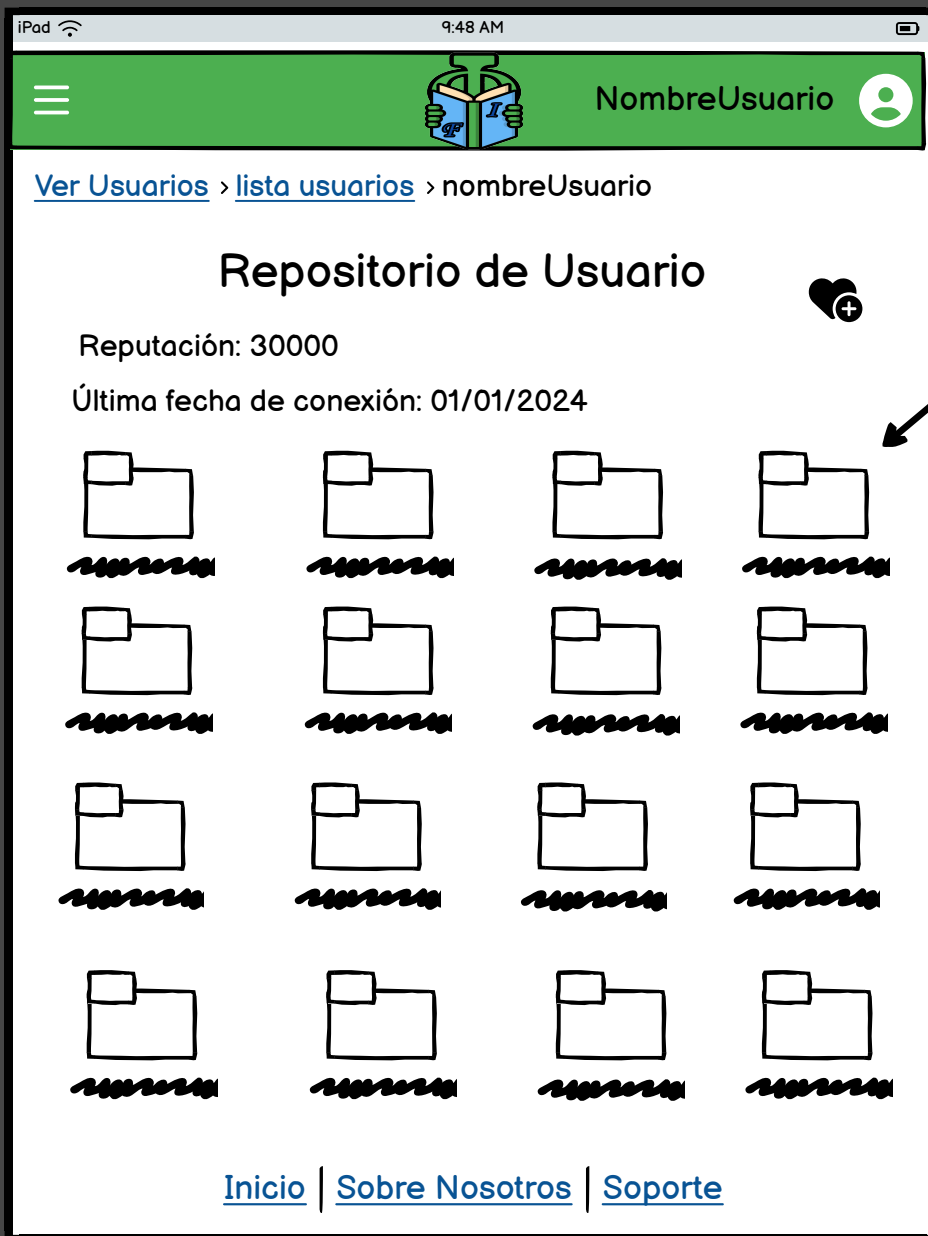 iPad 9:48 AM
F I NombreUsuario
Ver Usuarios > lista usuarios > nombreUsuario
Repositorio de Usuario
Reputación: 30000
Última fecha de conexión: 01/01/2024
Inicio | Sobre Nosotros | Soporte